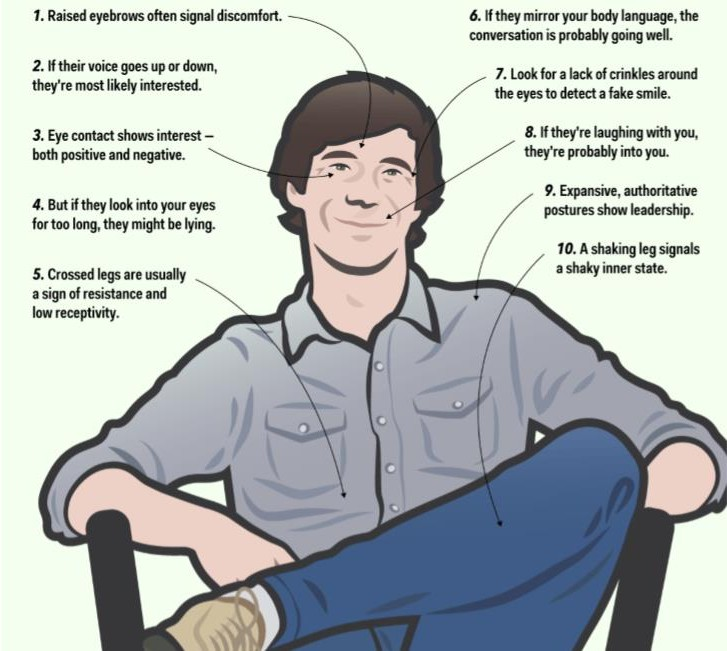 1. Raised eyebrows often signal discomfort.
2. If their voice goes up or down,
they're most likely interested.
3. Eye contact shows interest –
both positive and negative.
4. But if they look into your eyes
for too long, they might be lying.
5. Crossed legs are usually
a sign of resistance and
low receptivity.
6. If they mirror your body language, the
conversation is probably going well.
7. Look for a lack of crinkles around
the eyes to detect a fake smile.
8. If they're laughing with you,
they're probably into you.
9. Expansive, authoritative
postures show leadership.
10. A shaking leg signals
a shaky inner state.